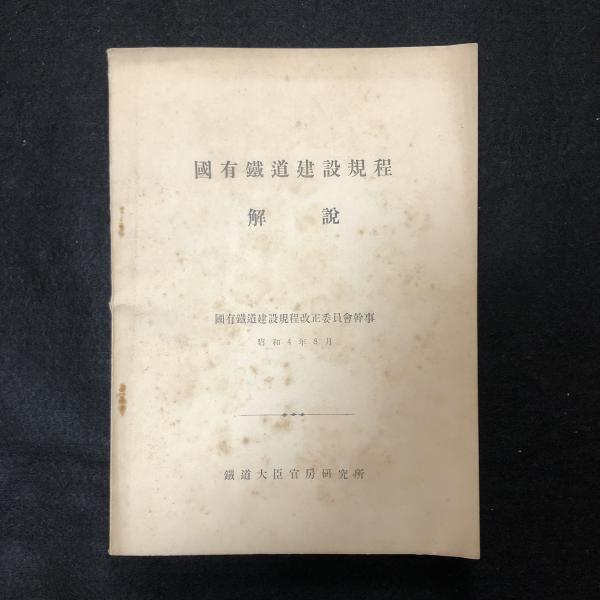 國有鐵道建設規程
解說
國有鐵道建設規程改正委員會幹事
昭和4年8月
鐵道大臣官房硏究所